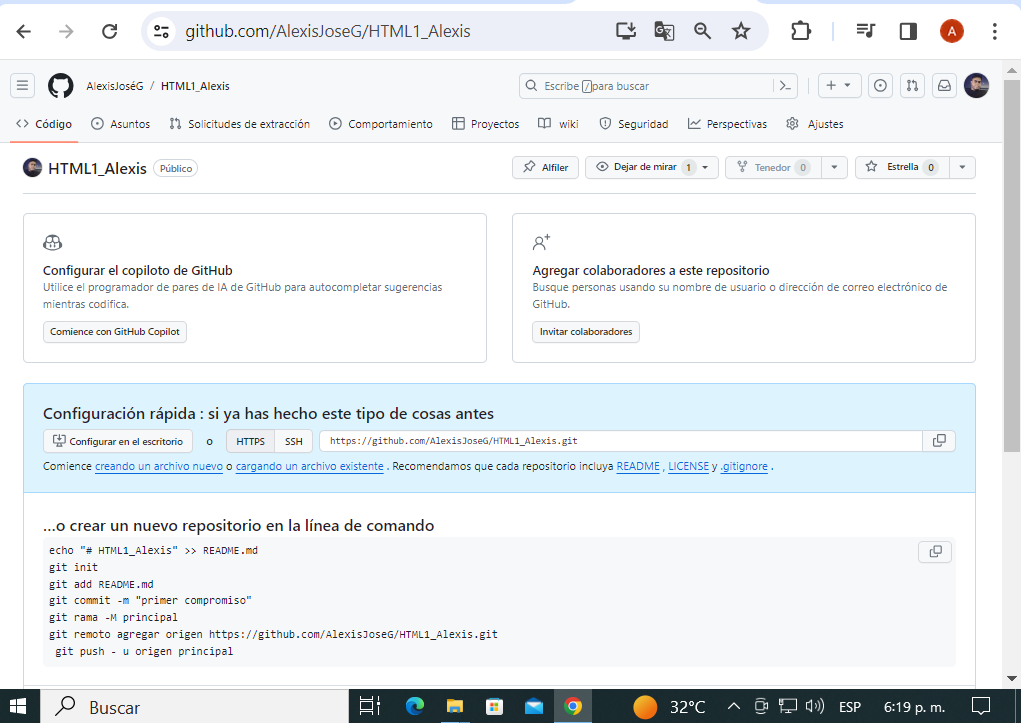 github.com/AlexisJoseG/HTML1_Alexis
A
AlexisJoséG / HTML1_Alexis
Escribe / para buscar
Código
Asuntos
Solicitudes de extracción
Comportamiento
Proyectos
wiki
Seguridad
Perspectivas
Ajustes
HTML1_Alexis Público
Alfiler
Dejar de mirar 1
Tenedor 0
Estrella 0
Configurar el copiloto de GitHub
Utilice el programador de pares de IA de GitHub para autocompletar sugerencias
mientras codifica.
Comience con GitHub Copilot
Agregar colaboradores a este repositorio
Busque personas usando su nombre de usuario o dirección de correo electrónico de
GitHub.
Invitar colaboradores
Configuración rápida : si ya has hecho este tipo de cosas antes
Configurar en el escritorio o HTTPS SSH https://github.com/AlexisJoseG/HTML1_Alexis.git
Comience creando un archivo nuevo o cargando un archivo existente . Recomendamos que cada repositorio incluya README , LICENSE y .gitignore .
...o crear un nuevo repositorio en la línea de comando
echo "# HTML1_Alexis" >> README.md
git init
git add README.md
git commit -m "primer compromiso"
git rama -M principal
git remoto agregar origen https://github.com/AlexisJoseG/HTML1_Alexis.git
git push - u origen principal
Buscar
32°C
ESP
6:19 p. m.